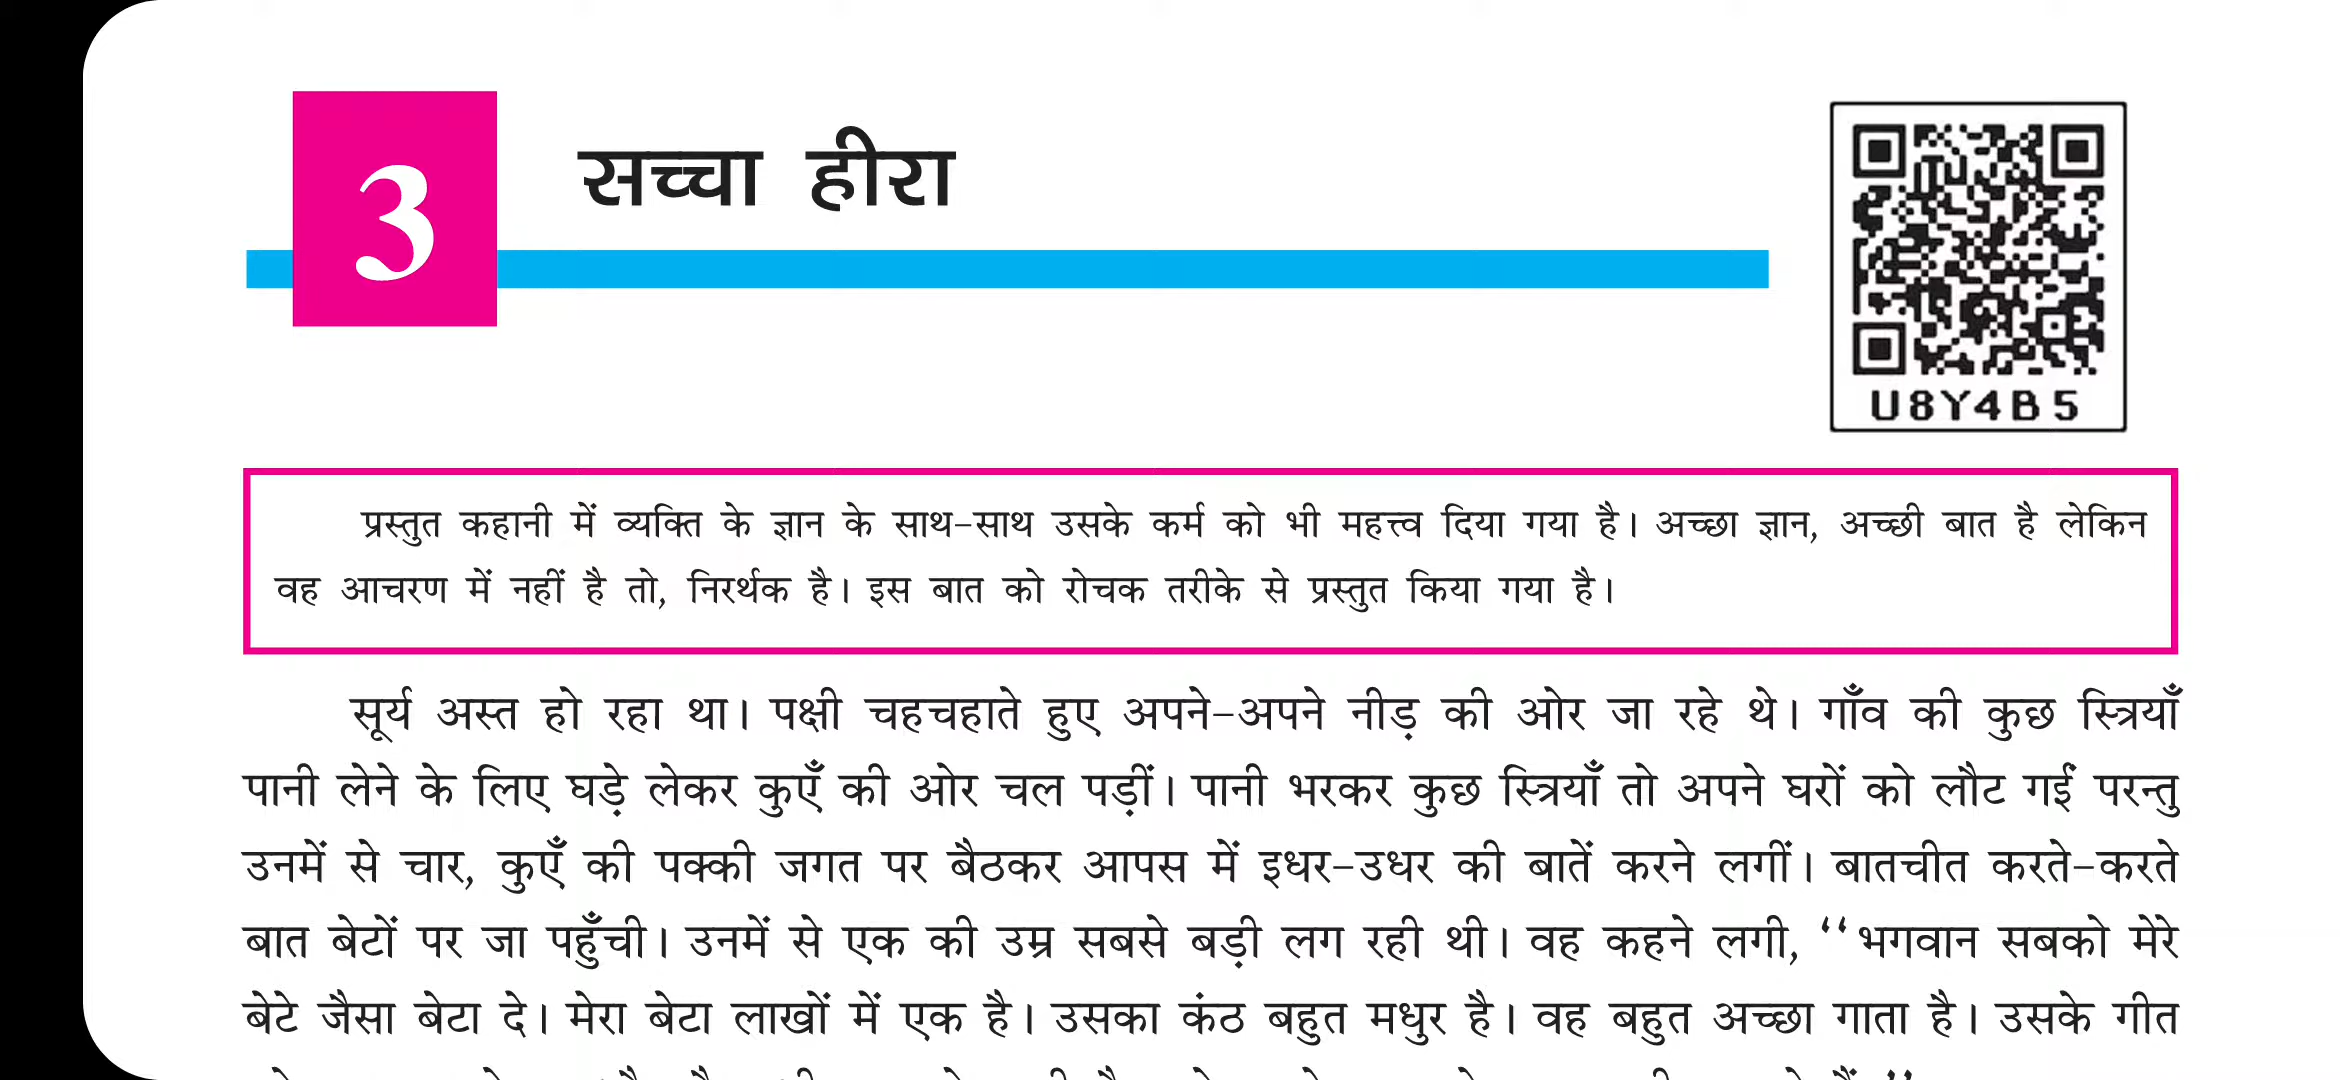 3
सच्चा हीरा
U8Y4B5
प्रस्तुत कहानी में व्यक्ति के ज्ञान के साथ-साथ उसके कर्म को भी महत्त्व दिया गया है। अच्छा ज्ञान, अच्छी बात है लेकिन
वह आचरण में नहीं है तो, निरर्थक है। इस बात को रोचक तरीके से प्रस्तुत किया गया है।
सूर्य अस्त हो रहा था। पक्षी चहचहाते हुए अपने-अपने नीड़ की ओर जा रहे थे। गाँव की कुछ स्त्रियाँ
पानी लेने के लिए घड़े लेकर कुएँ की ओर चल पड़ीं। पानी भरकर कुछ स्त्रियाँ तो अपने घरों को लौट गईं परन्तु
उनमें से चार, कुएँ की पक्की जगत पर बैठकर आपस में इधर-उधर की बातें करने लगीं। बातचीत करते-करते
बात बेटों पर जा पहुँची। उनमें से एक की उम्र सबसे बड़ी लग रही थी। वह कहने लगी, ‘‘भगवान सबको मेरे
बेटे जैसा बेटा दे। मेरा बेटा लाखों में एक है। उसका कंठ बहुत मधुर है। वह बहुत अच्छा गाता है। उसके गीत